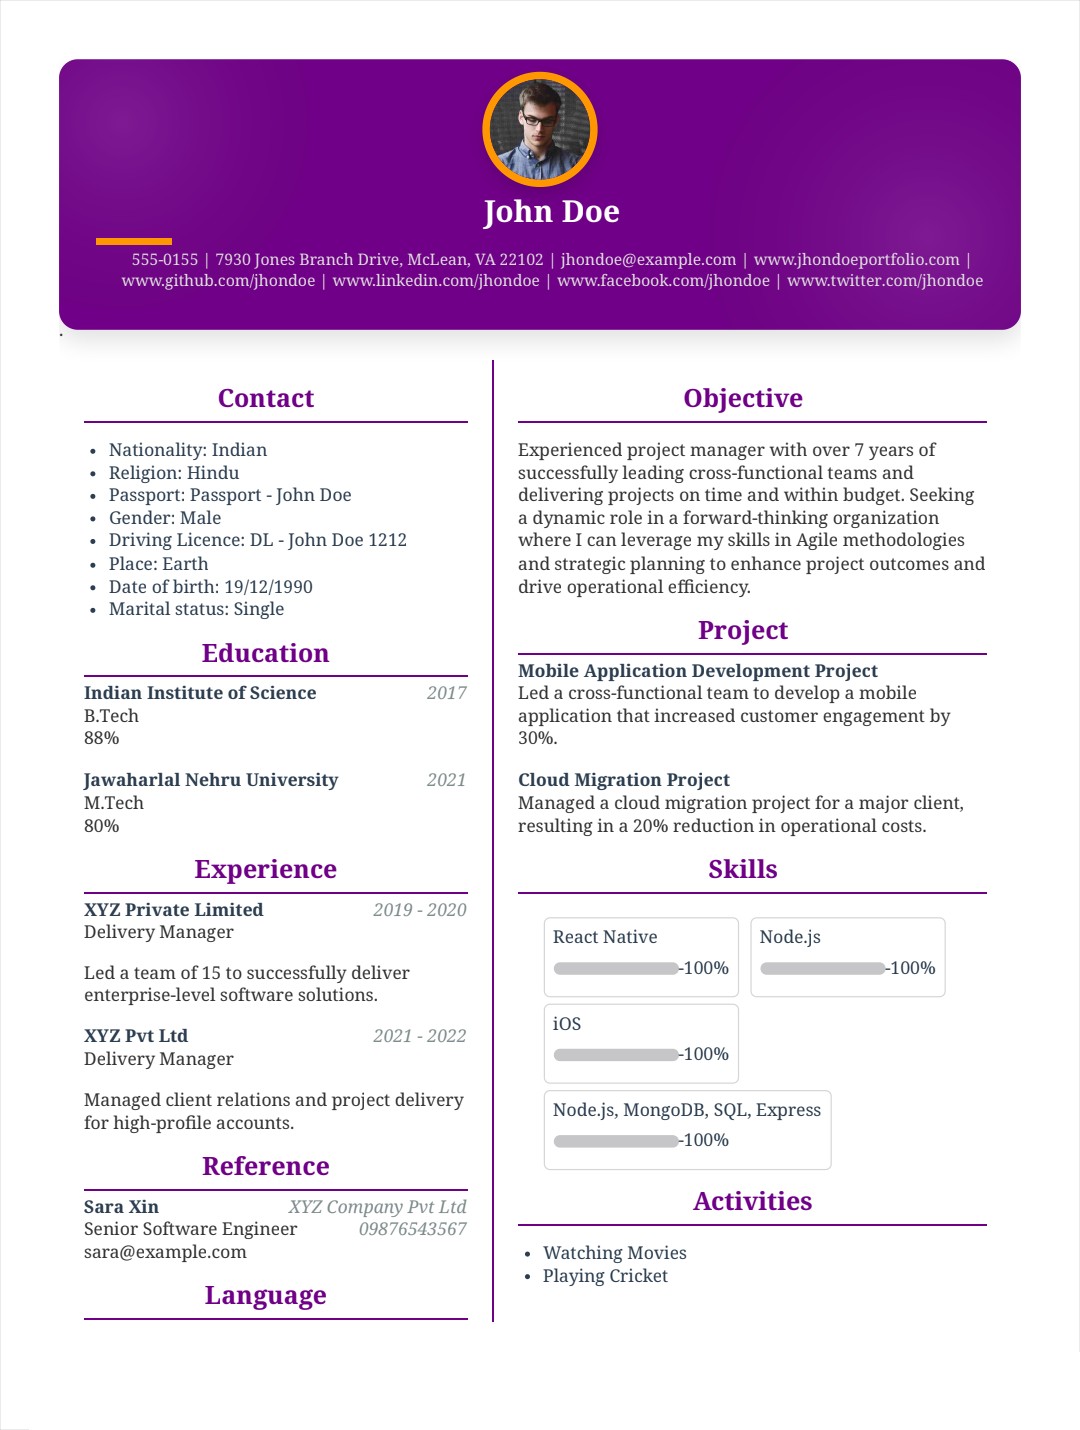 John Doe
555-0155 | 7930 Jones Branch Drive, McLean, VA 22102 | jhondoe@example.com | www.jhondoeportfolio.com |
www.github.com/jhondoe | www.linkedin.com/jhondoe | www.facebook.com/jhondoe | www.twitter.com/jhondoe
.
Contact
• Nationality: Indian
• Religion: Hindu
• Passport: Passport - John Doe
• Gender: Male
• Driving Licence: DL - John Doe 1212
• Place: Earth
• Date of birth: 19/12/1990
• Marital status: Single
Education
Indian Institute of Science 2017
B.Tech
88%
Jawaharlal Nehru University 2021
M.Tech
80%
Experience
XYZ Private Limited 2019 - 2020
Delivery Manager
Led a team of 15 to successfully deliver
enterprise-level software solutions.
XYZ Pvt Ltd 2021 - 2022
Delivery Manager
Managed client relations and project delivery
for high-profile accounts.
Reference
Sara Xin XYZ Company Pvt Ltd
Senior Software Engineer 09876543567
sara@example.com
Language
Objective
Experienced project manager with over 7 years of
successfully leading cross-functional teams and
delivering projects on time and within budget. Seeking
a dynamic role in a forward-thinking organization
where I can leverage my skills in Agile methodologies
and strategic planning to enhance project outcomes and
drive operational efficiency.
Project
Mobile Application Development Project
Led a cross-functional team to develop a mobile
application that increased customer engagement by
30%.
Cloud Migration Project
Managed a cloud migration project for a major client,
resulting in a 20% reduction in operational costs.
Skills
React Native
-100%
Node.js
-100%
iOS
-100%
Node.js, MongoDB, SQL, Express
-100%
Activities
• Watching Movies
• Playing Cricket